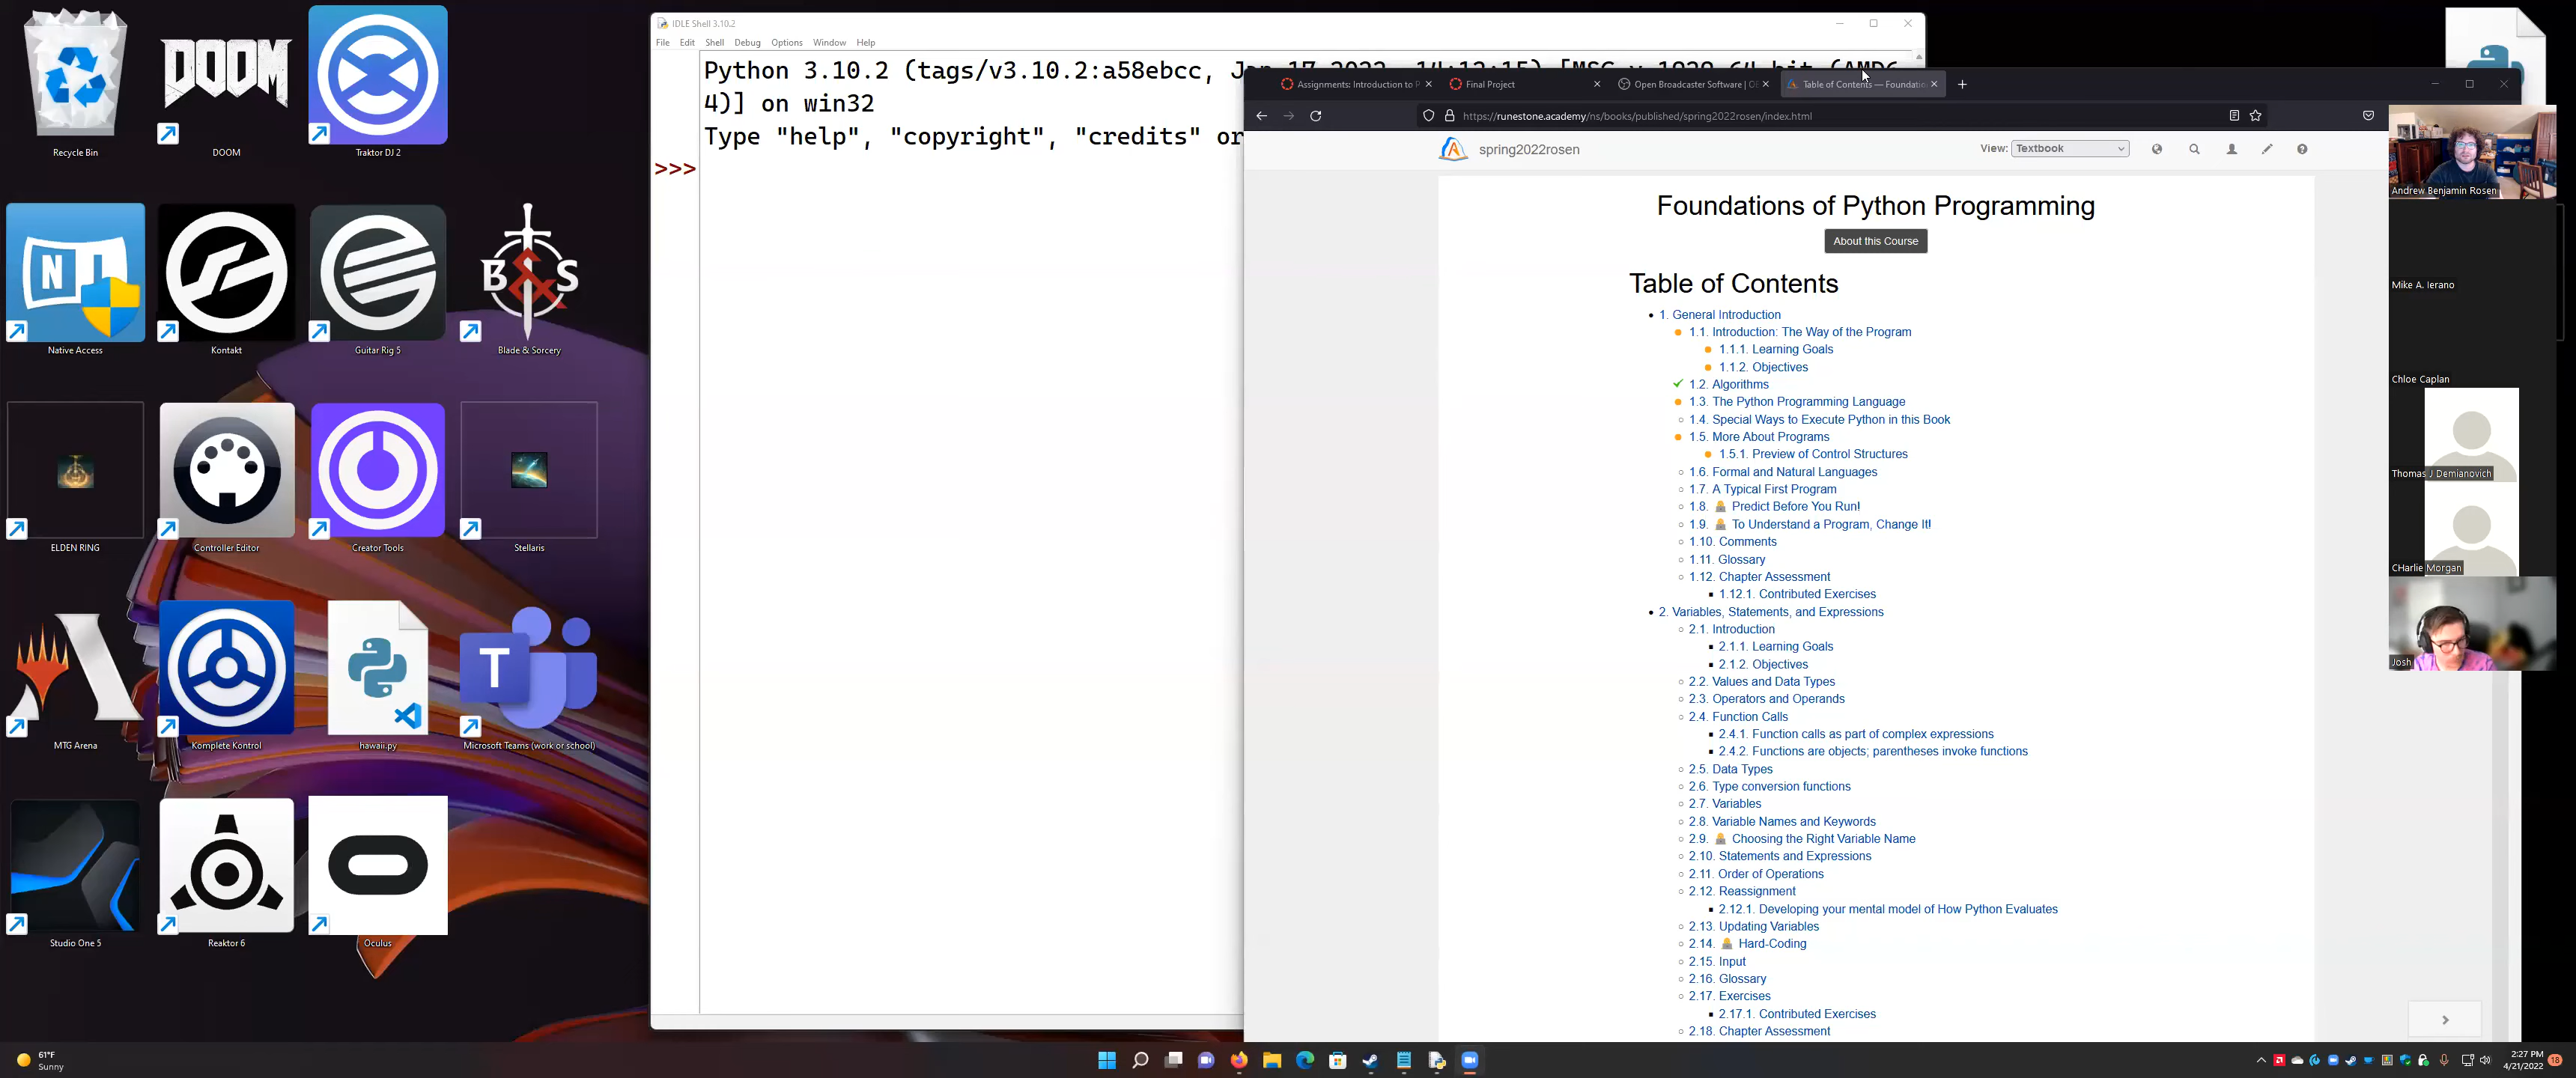 DOOM
Recycle Bin
DOOM
Traktor DJ 2
N I
B & S
Native Access
Kontakt
Guitar Rig 5
Blade & Sorcery
ELDEN RING
Controller Editor
Creator Tools
Stellaris
T
MTG Arena
Komplete Kontrol
hawaii.py
Microsoft Teams (work or school)
Studio One 5
Reaktor 6
Oculus
IDLE Shell 3.10.2
File Edit Shell Debug Options Window Help
Python 3.10.2 (tags/v3.10.2:a58ebcc, Jan 17 2022, 14:12:15) [MSC v.1929 64 bit (AMD6
4)] on win32
Type "help", "copyright", "credits" or
>>>
Assignments: Introduction to P
Final Project
Open Broadcaster Software | OB
Table of Contents — Foundatio
https://runestone.academy/ns/books/published/spring2022rosen/index.html
spring2022rosen
View: Textbook
Foundations of Python Programming
About this Course
Table of Contents
1. General Introduction
1.1. Introduction: The Way of the Program
1.1.1. Learning Goals
1.1.2. Objectives
1.2. Algorithms
1.3. The Python Programming Language
1.4. Special Ways to Execute Python in this Book
1.5. More About Programs
1.5.1. Preview of Control Structures
1.6. Formal and Natural Languages
1.7. A Typical First Program
1.8. Predict Before You Run!
1.9. To Understand a Program, Change It!
1.10. Comments
1.11. Glossary
1.12. Chapter Assessment
1.12.1. Contributed Exercises
2. Variables, Statements, and Expressions
2.1. Introduction
2.1.1. Learning Goals
2.1.2. Objectives
2.2. Values and Data Types
2.3. Operators and Operands
2.4. Function Calls
2.4.1. Function calls as part of complex expressions
2.4.2. Functions are objects; parentheses invoke functions
2.5. Data Types
2.6. Type conversion functions
2.7. Variables
2.8. Variable Names and Keywords
2.9. Choosing the Right Variable Name
2.10. Statements and Expressions
2.11. Order of Operations
2.12. Reassignment
2.12.1. Developing your mental model of How Python Evaluates
2.13. Updating Variables
2.14. Hard-Coding
2.15. Input
2.16. Glossary
2.17. Exercises
2.17.1. Contributed Exercises
2.18. Chapter Assessment
Andrew Benjamin Rosen
Mike A. Ierano
Chloe Caplan
Thomas J Demianovich
CHarlie Morgan
Josh
61°F
Sunny
2:27 PM
4/21/2022
18